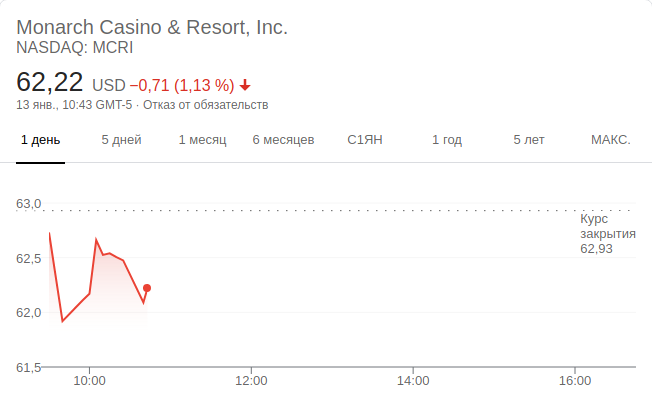 Monarch Casino & Resort, Inc.
NASDAQ: MCRI
62,22 USD −0,71 (1,13 %)
13 янв., 10:43 GMT-5 · Отказ от обязательств
1 день 5 дней 1 месяц 6 месяцев С1ЯН 1 год 5 лет МАКС.
63,0
Курс
закрытия
62,93
62,5
62,0
61,5
10:00 12:00 14:00 16:00